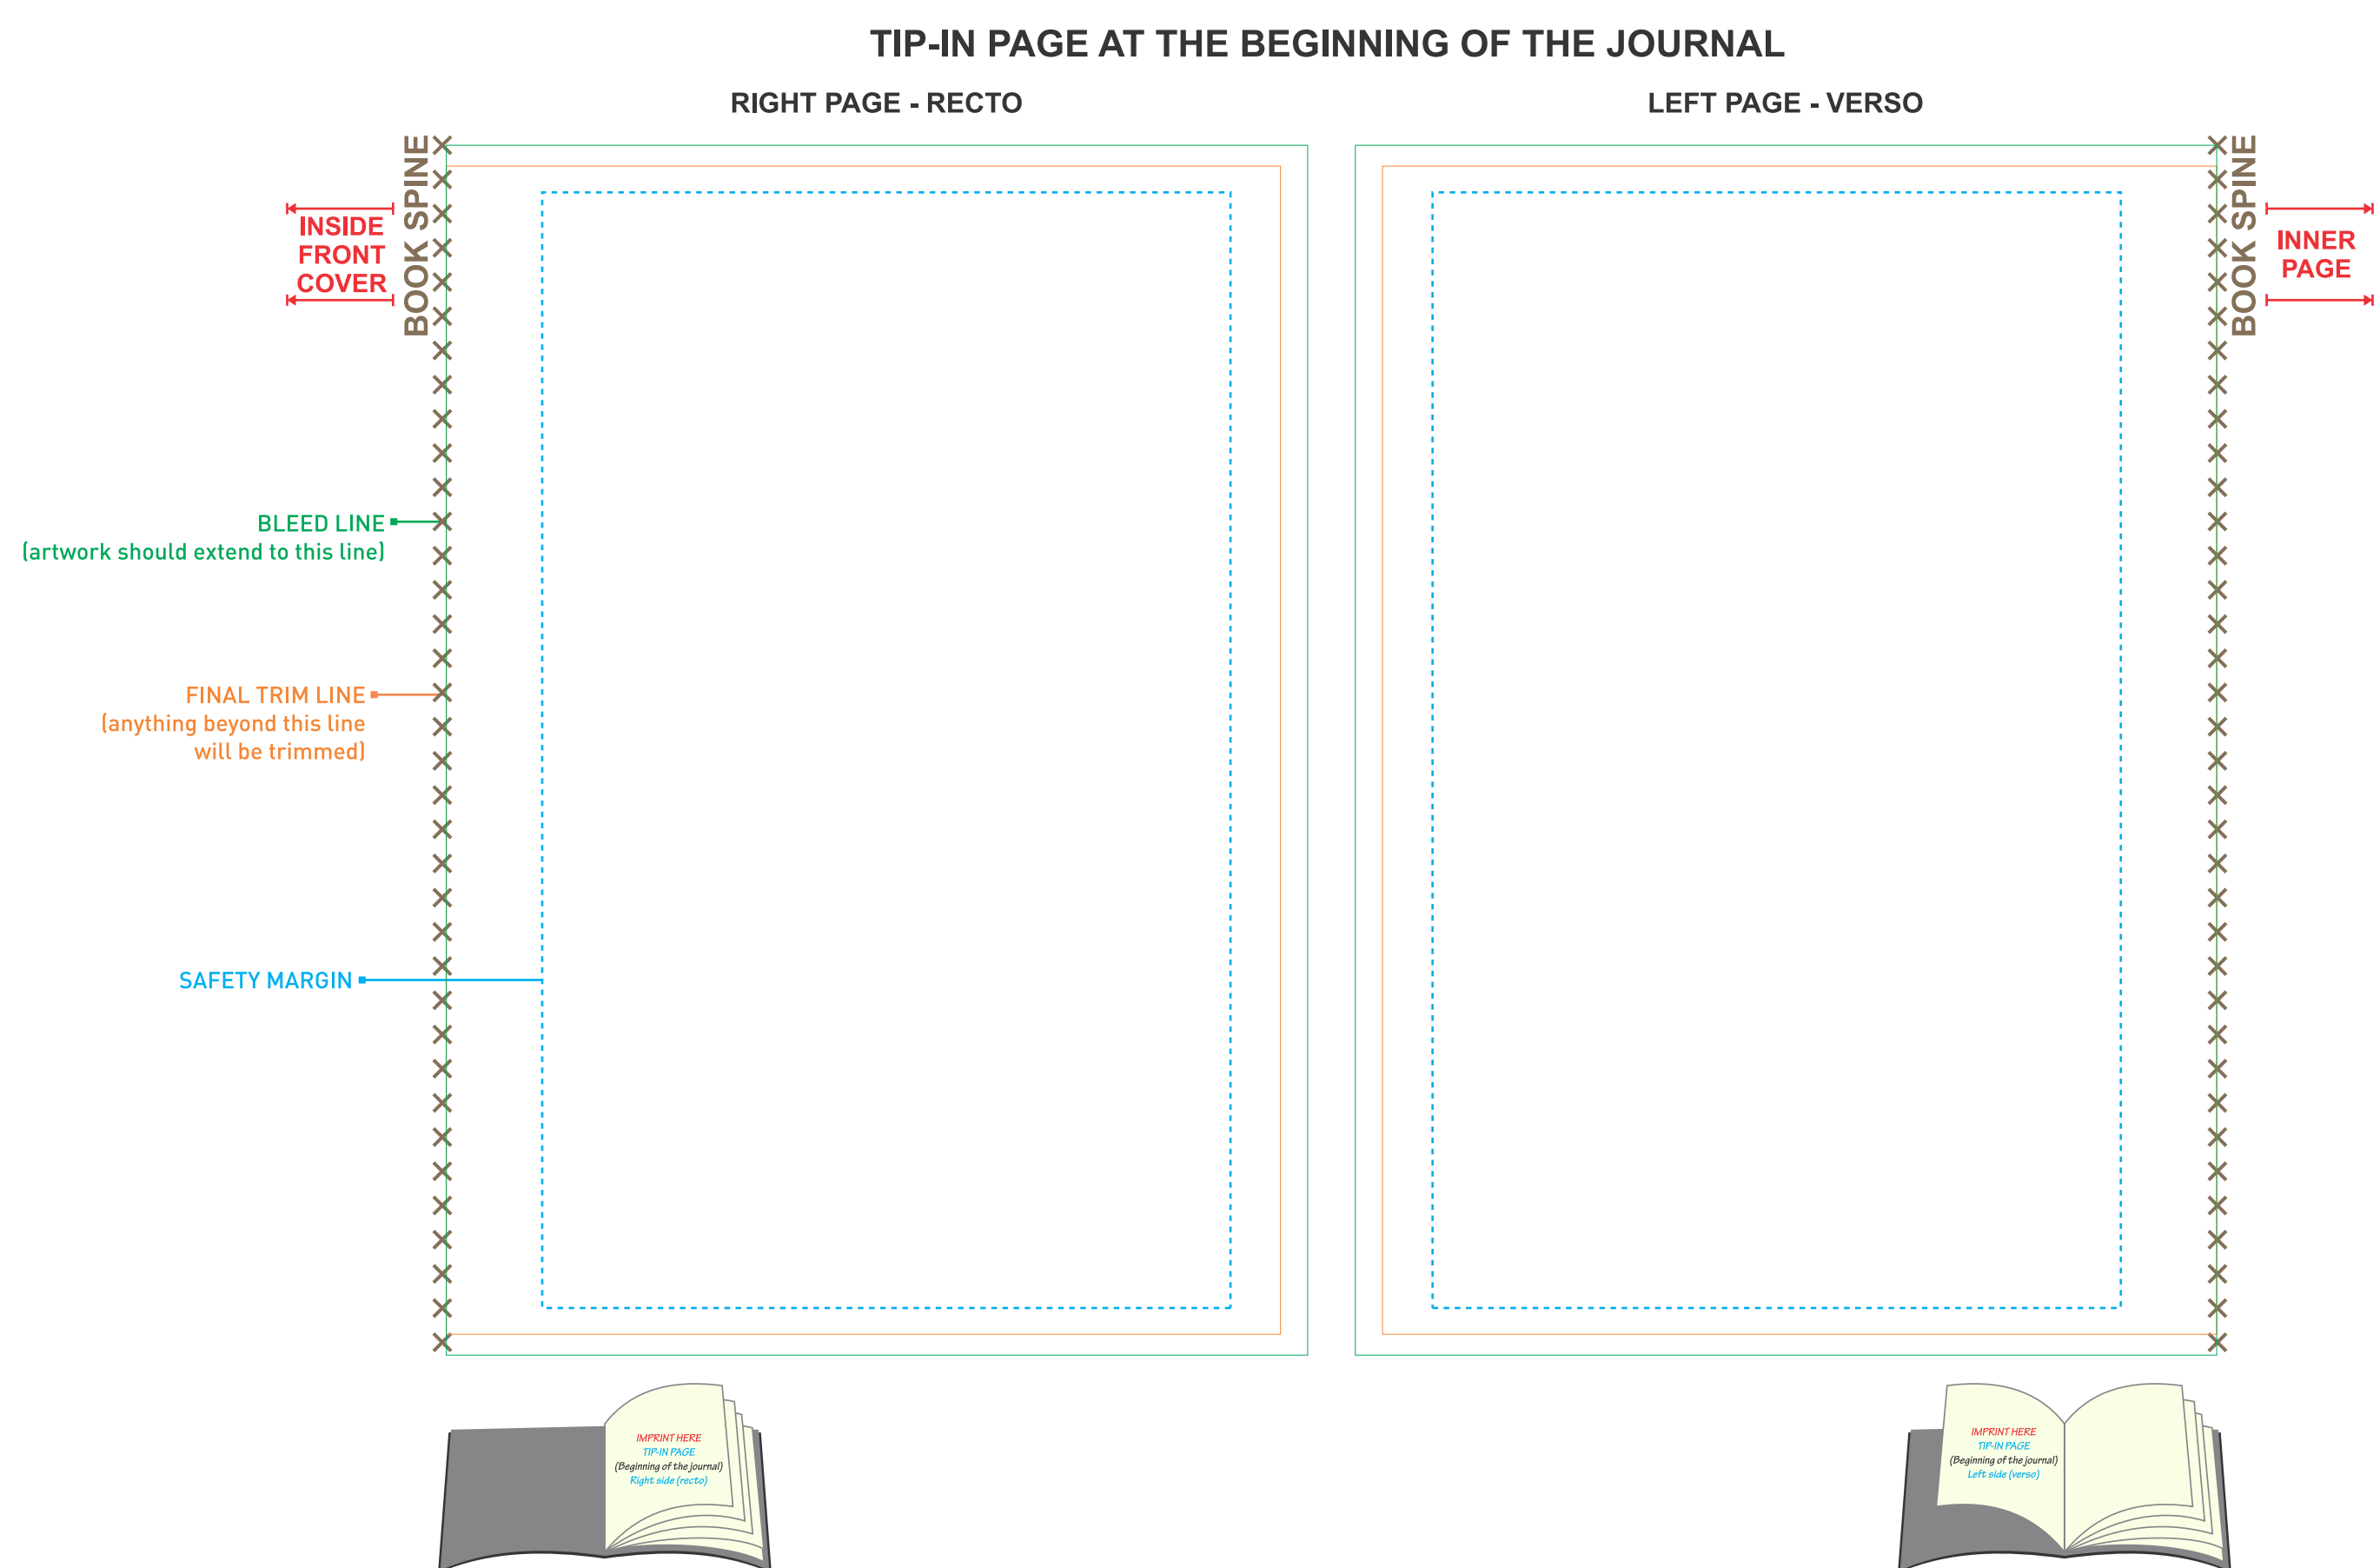 TIP-IN PAGE AT THE BEGINNING OF THE JOURNAL
RIGHT PAGE - RECTO
LEFT PAGE - VERSO
BOOK SPINE
INSIDE
FRONT
COVER
BOOK SPINE
INNER
PAGE
BLEED LINE
(artwork should extend to this line)
FINAL TRIM LINE
(anything beyond this line
will be trimmed)
SAFETY MARGIN
IMPRINT HERE
TIP-IN PAGE
(Beginning of the journal)
Right side (recto)
IMPRINT HERE
TIP-IN PAGE
(Beginning of the journal)
Left side (verso)